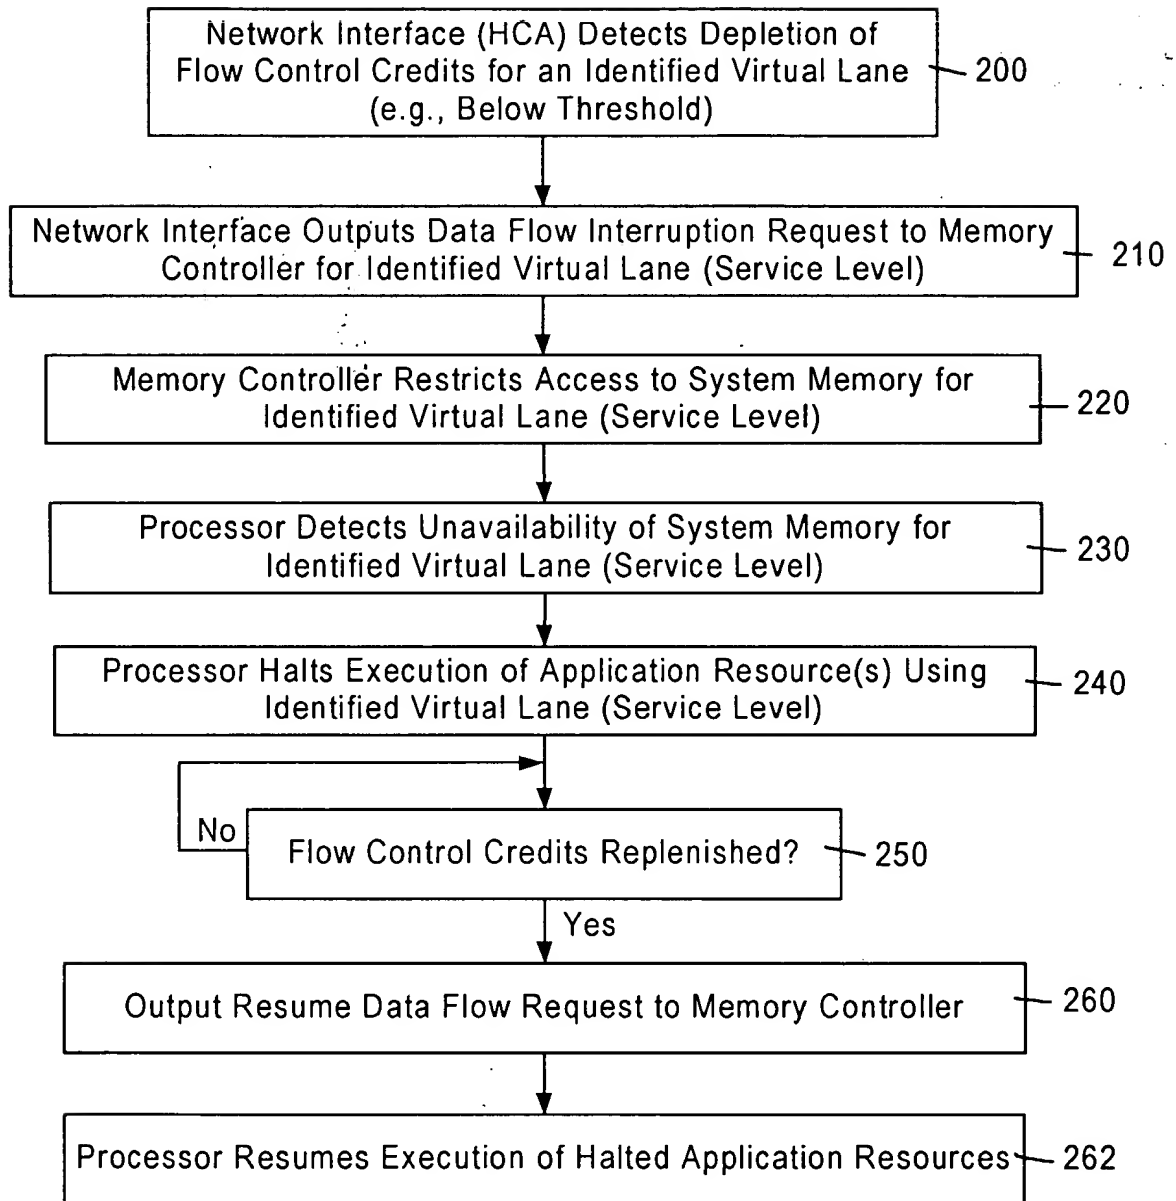 Network Interface (HCA) Detects Depletion of
Flow Control Credits for an Identified Virtual Lane
(e.g., Below Threshold)
200
Network Interface Outputs Data Flow Interruption Request to Memory
Controller for Identified Virtual Lane (Service Level)
210
Memory Controller Restricts Access to System Memory for
Identified Virtual Lane (Service Level)
220
Processor Detects Unavailability of System Memory for
Identified Virtual Lane (Service Level)
230
Processor Halts Execution of Application Resource(s) Using
Identified Virtual Lane (Service Level)
240
No
Flow Control Credits Replenished?
250
Yes
Output Resume Data Flow Request to Memory Controller
260
Processor Resumes Execution of Halted Application Resources
262